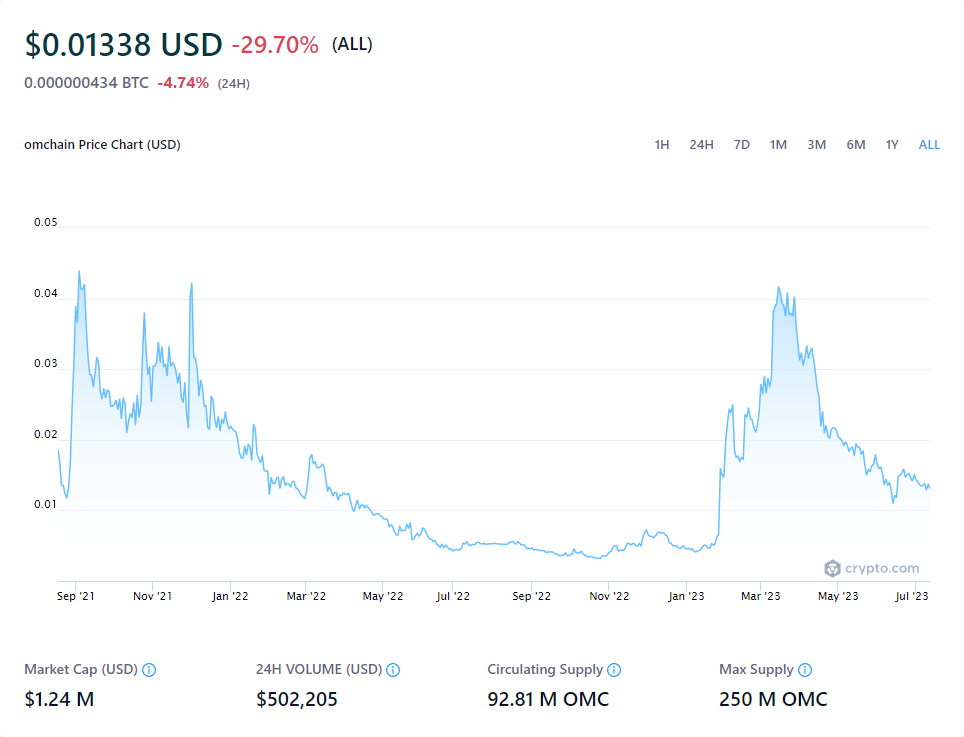 $0.01338 USD -29.70% (ALL)
0.000000434 BTC -4.74% (24H)
omchain Price Chart (USD) 1H 24H 7D 1M 3M 6M 1Y ALL
0.05
0.04
0.03
0.02
0.01
crypto.com
Sep '21 Nov '21 Jan '22 Mar '22 May '22 Jul '22 Sep '22 Nov '22 Jan '23 Mar '23 May '23 Jul '23
Market Cap (USD) 24H VOLUME (USD) Circulating Supply Max Supply
$1.24 M $502,205 92.81 M OMC 250 M OMC